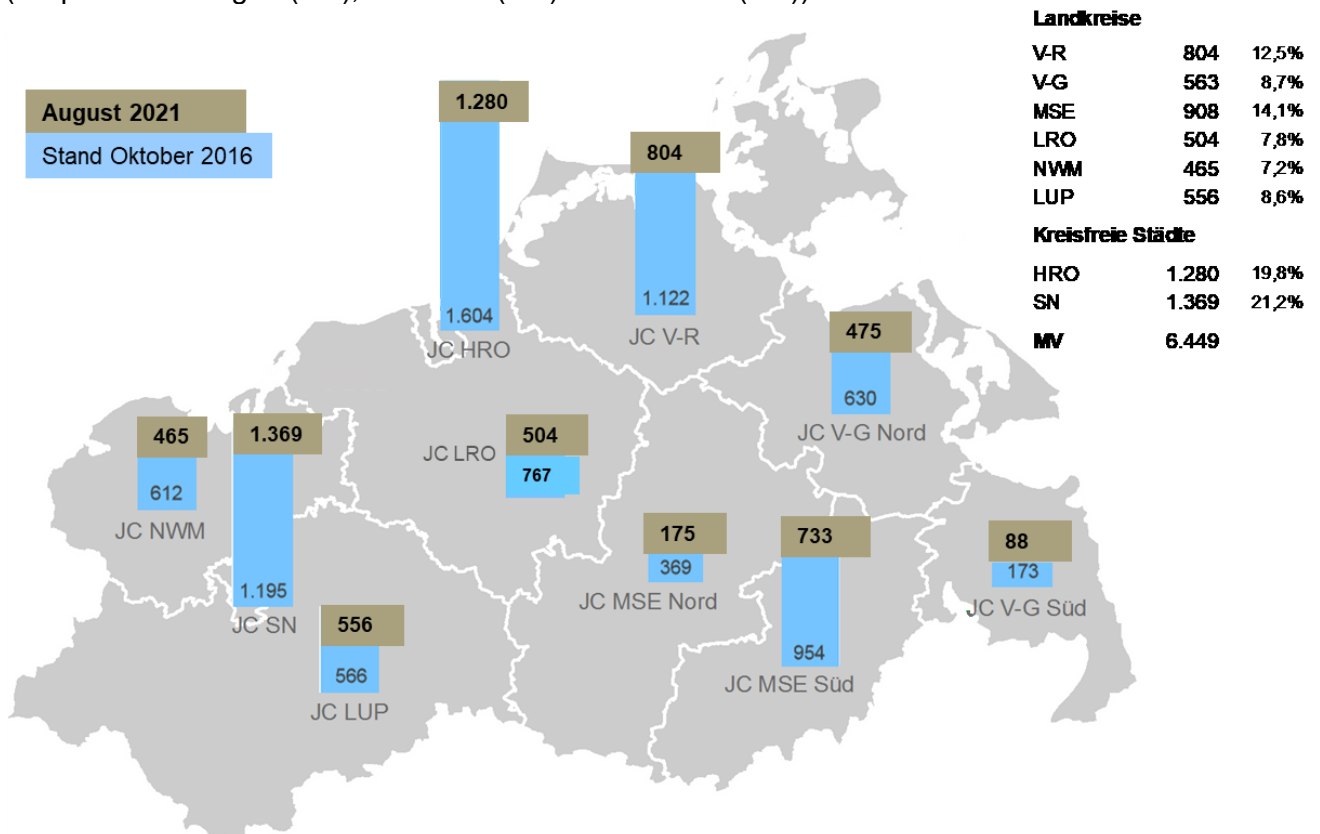 Landkreise
V-R 804 12,5%
V-G 563 8,7%
MSE 908 14,1%
LRO 504 7,8%
NWM 465 7,2%
LUP 556 8,6%
Kreisfreie Städte
HRO 1.280 19,8%
SN 1.369 21,2%
MV 6.449
August 2021
Stand Oktober 2016
1.280
1.604
JC HRO
804
1.122
JC V-R
475
630
JC V-G Nord
465
612
JC NWM
1.369
1.195
JC SN
504
JC LRO
767
175
369
JC MSE Nord
733
954
JC MSE Süd
88
173
JC V-G Süd
556
566
JC LUP